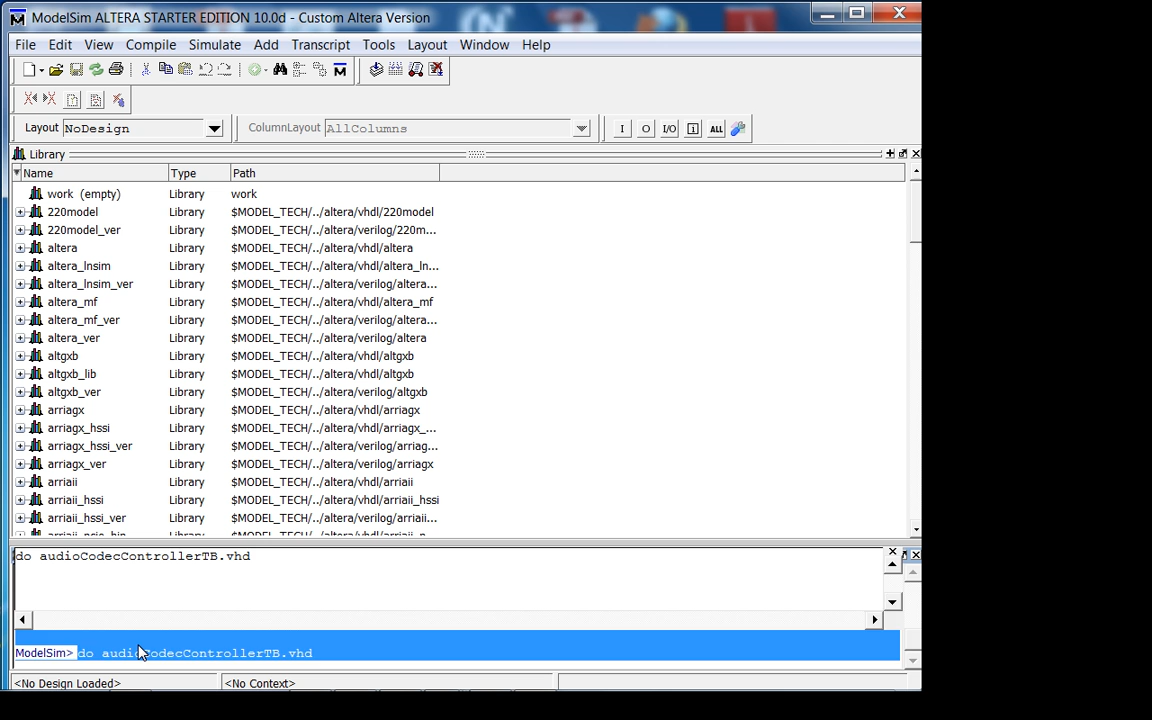 ModelSim ALTERA STARTER EDITION 10.0d - Custom Altera Version
File Edit View Compile Simulate Add Transcript Tools Layout Window Help
Layout NoDesign ColumnLayout AllColumns I O I/O i ALL
Library
Name Type Path
work (empty) Library work
220model Library $MODEL_TECH/../altera/vhdl/220model
220model_ver Library $MODEL_TECH/../altera/verilog/220m...
altera Library $MODEL_TECH/../altera/vhdl/altera
altera_lnsim Library $MODEL_TECH/../altera/vhdl/altera_ln...
altera_lnsim_ver Library $MODEL_TECH/../altera/verilog/altera...
altera_mf Library $MODEL_TECH/../altera/vhdl/altera_mf
altera_mf_ver Library $MODEL_TECH/../altera/verilog/altera...
altera_ver Library $MODEL_TECH/../altera/verilog/altera
altgxb Library $MODEL_TECH/../altera/vhdl/altgxb
altgxb_lib Library $MODEL_TECH/../altera/vhdl/altgxb
altgxb_ver Library $MODEL_TECH/../altera/verilog/altgxb
arriagx Library $MODEL_TECH/../altera/vhdl/arriagx
arriagx_hssi Library $MODEL_TECH/../altera/vhdl/arriagx_...
arriagx_hssi_ver Library $MODEL_TECH/../altera/verilog/arriag...
arriagx_ver Library $MODEL_TECH/../altera/verilog/arriagx
arriaii Library $MODEL_TECH/../altera/vhdl/arriaii
arriaii_hssi Library $MODEL_TECH/../altera/vhdl/arriaii_hssi
arriaii_hssi_ver Library $MODEL_TECH/../altera/verilog/arriaii...
do audioCodecControllerTB.vhd
ModelSim> do audioCodecControllerTB.vhd
<No Design Loaded> <No Context>